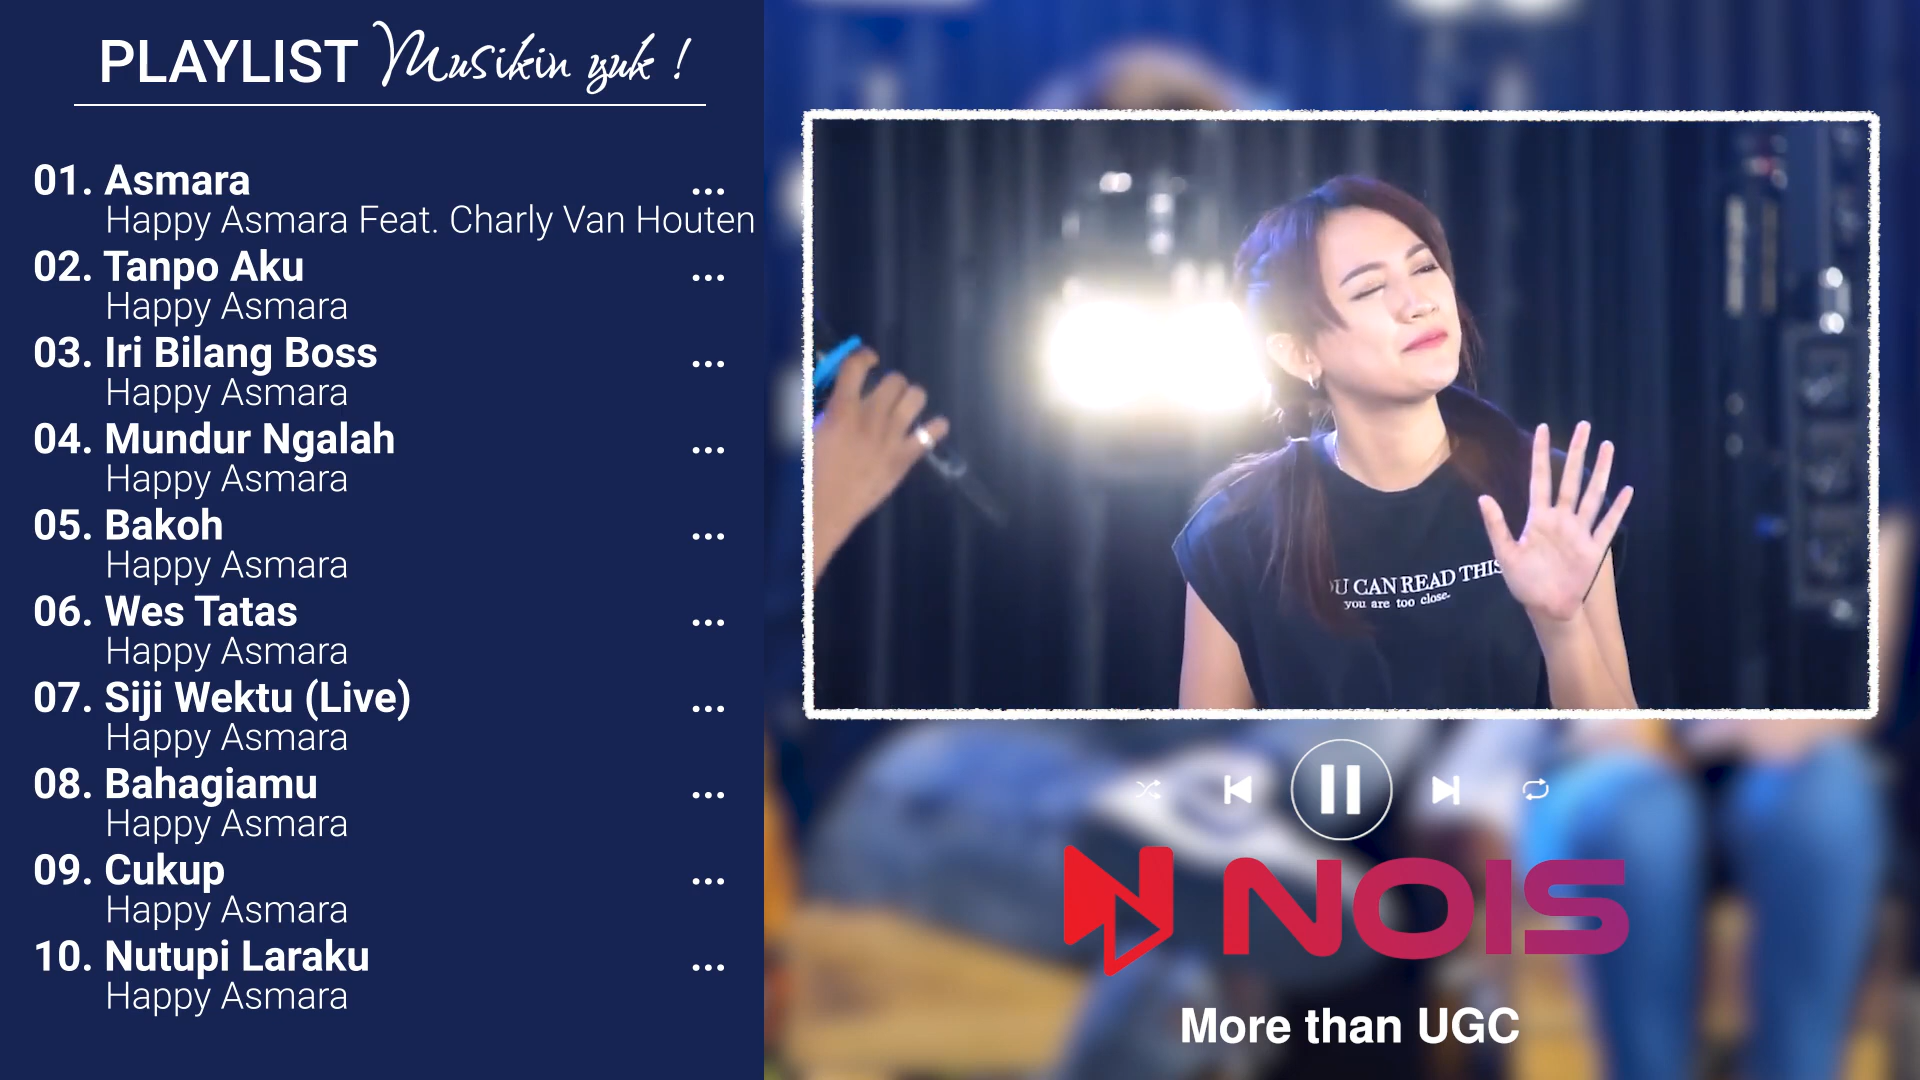 PLAYLIST Musikin yuk !
01. Asmara ...
Happy Asmara Feat. Charly Van Houten
02. Tanpo Aku ...
Happy Asmara
03. Iri Bilang Boss ...
Happy Asmara
04. Mundur Ngalah ...
Happy Asmara
05. Bakoh ...
Happy Asmara
06. Wes Tatas ...
Happy Asmara
07. Siji Wektu (Live) ...
Happy Asmara
08. Bahagiamu ...
Happy Asmara
09. Cukup ...
Happy Asmara
10. Nutupi Laraku ...
Happy Asmara
OU CAN READ THIS
you are too close.
NOIS
More than UGC